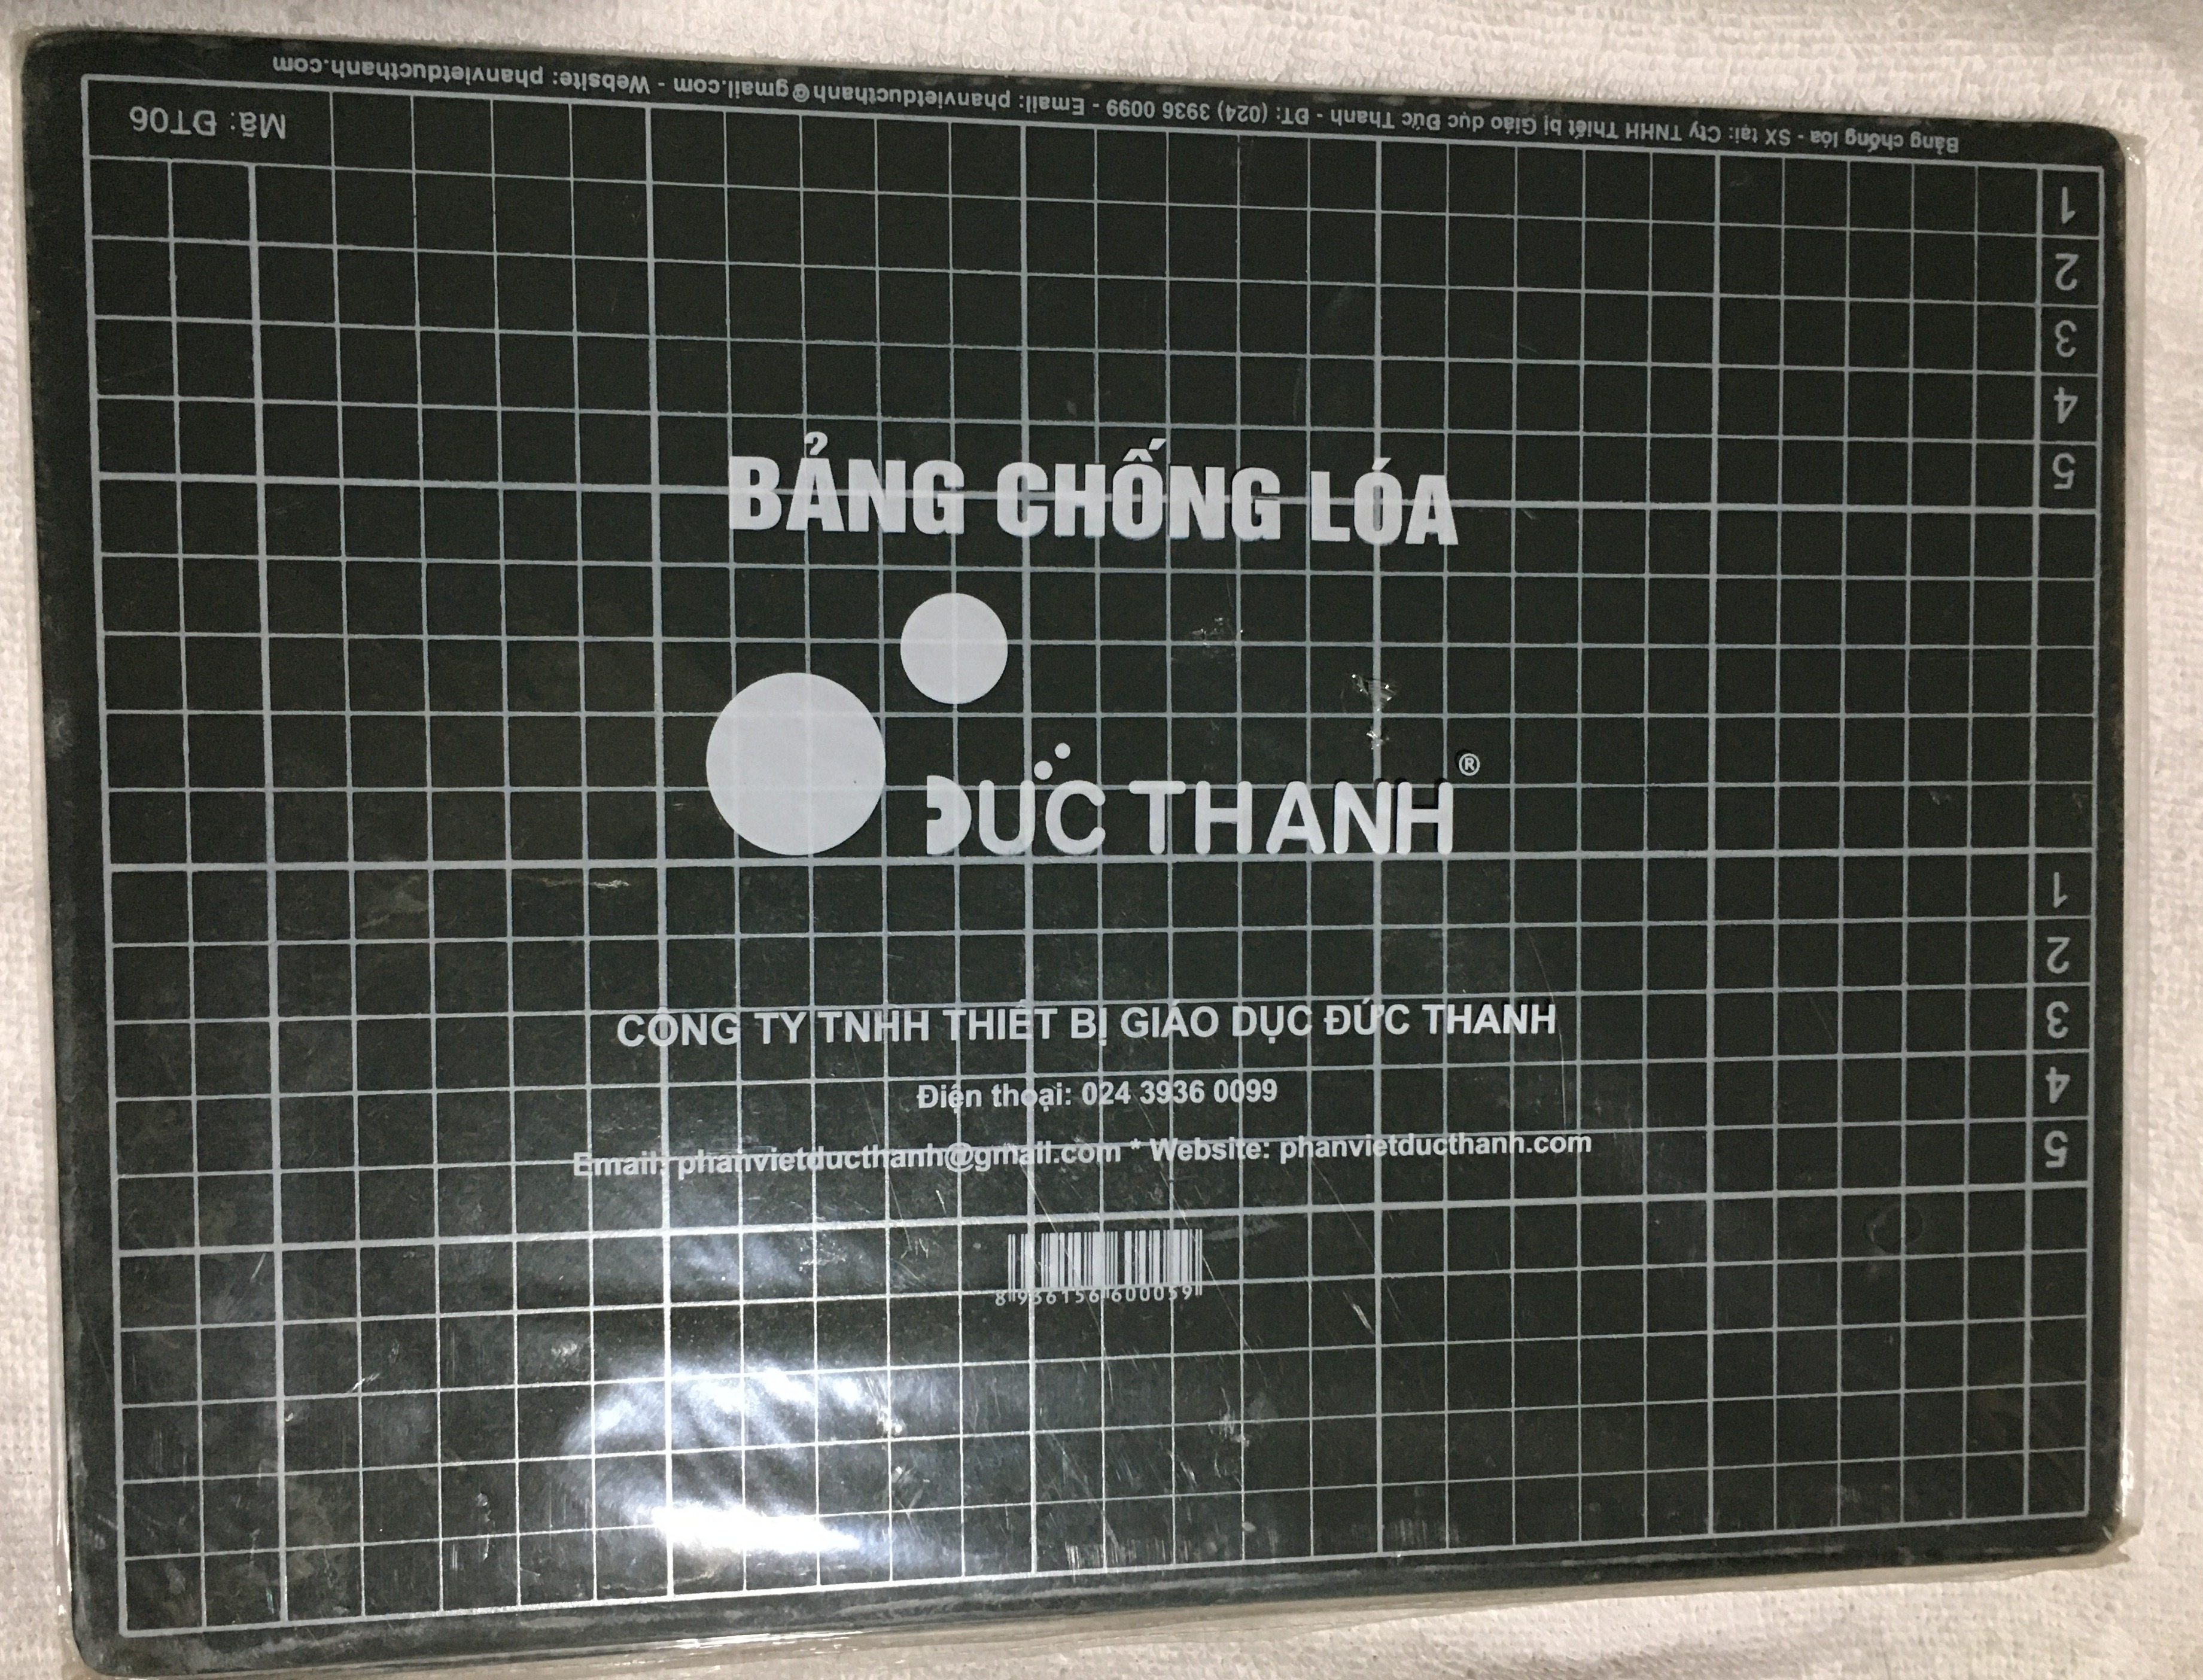 Bảng chống lóa - SX tại: Cty TNHH Thiết bị Giáo dục Đức Thanh - ĐT: (024) 3936 0099 - Email: phanvietducthanh@gmail.com - Website: phanvietducthanh.com
Mã: ĐT06
1
2
3
4
5
BẢNG CHỐNG LÓA
ĐỨC THANH ®
1
2
3
4
5
CÔNG TY TNHH THIẾT BỊ GIÁO DỤC ĐỨC THANH
Điện thoại: 024 3936 0099
Email: phanvietducthanh@gmail.com * Website: phanvietducthanh.com
8 936156 600059